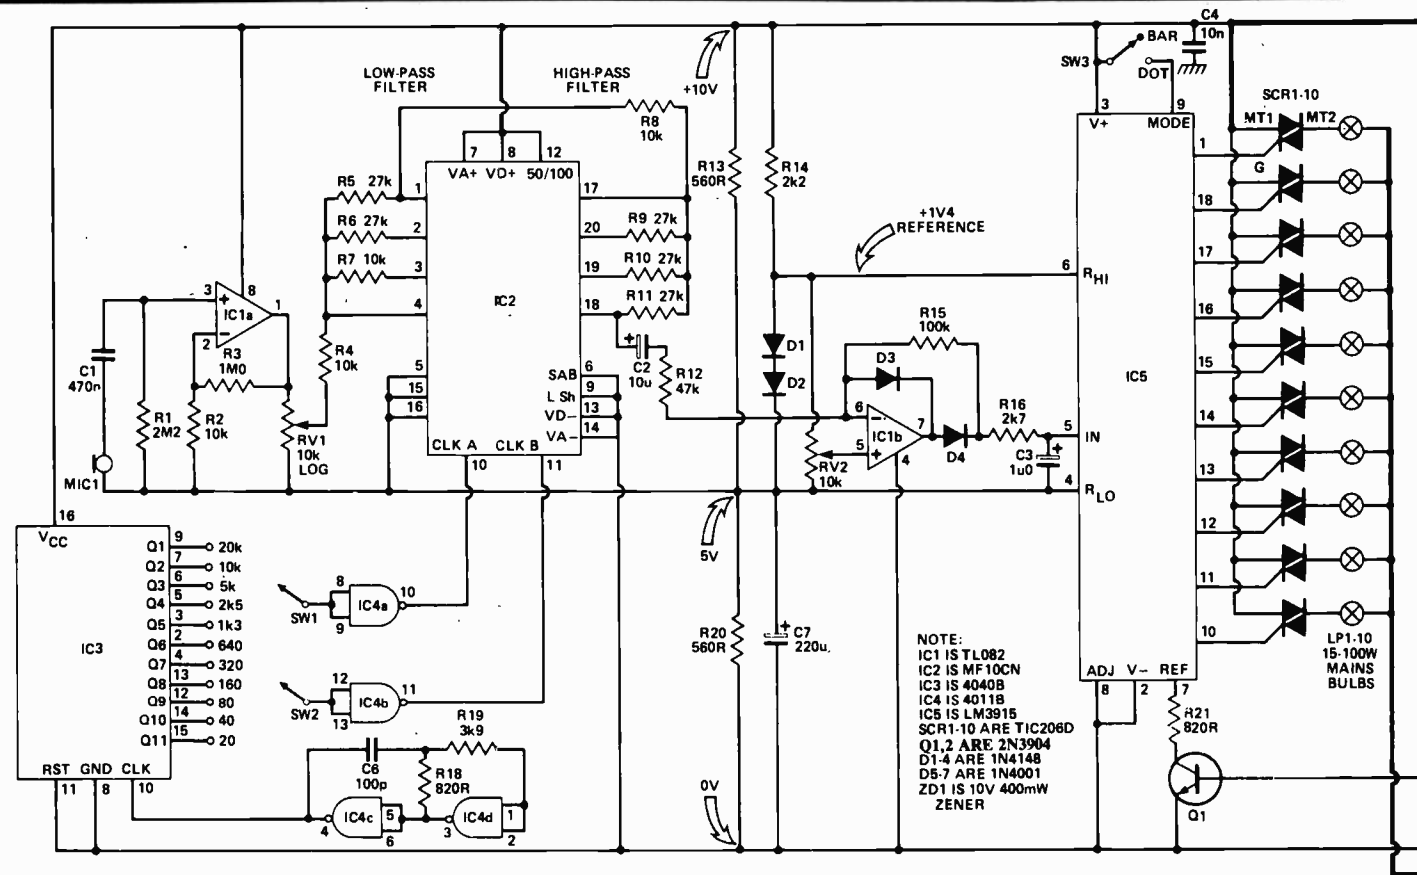 C4
10n
BAR
SW3
DOT
+10V
LOW-PASS
FILTER
HIGH-PASS
FILTER
R8
10k
3
9
V+
MODE
SCR1-10
MT1
MT2
G
7
8
12
VA+ VD+ 50/100
R5 27k
1
17
R6 27k
2
20
R9 27k
R7 10k
3
19
R10 27k
4
18
R11 27k
IC2
R13
560R
R14
2k2
+1V4
REFERENCE
6
RHI
1
18
17
16
15
14
13
12
11
10
IC5
3
8
IC1a
1
2
R3
1M0
R4
10k
C1
470n
R1
2M2
R2
10k
RV1
10k
LOG
MIC1
5
15
16
SAB
6
L Sh
9
VD-
13
VA-
14
CLK A
CLK B
10
11
C2
10u
R12
47k
D1
D2
R15
100k
D3
6
7
IC1b
5
4
D4
R16
2k7
5
IN
C3
1u0
4
RLO
RV2
10k
5V
16
VCC
Q1
9
20k
Q2
7
10k
Q3
6
5k
Q4
5
2k5
Q5
3
1k3
Q6
2
640
Q7
4
320
Q8
13
160
Q9
12
80
Q10
14
40
Q11
15
20
IC3
RST GND CLK
11
8
10
SW1
8
9
IC4a
10
SW2
12
13
IC4b
11
R19
3k9
C6
100p
R18
820R
4
IC4c
5
6
3
IC4d
1
2
R20
560R
C7
220u
0V
NOTE:
IC1 IS TL082
IC2 IS MF10CN
IC3 IS 4040B
IC4 IS 4011B
IC5 IS LM3915
SCR1-10 ARE TIC206D
Q1,2 ARE 2N3904
D1-4 ARE 1N4148
D5-7 ARE 1N4001
ZD1 IS 10V 400mW
ZENER
ADJ V- REF
8
2
7
R21
820R
Q1
LP1-10
15-100W
MAINS
BULBS